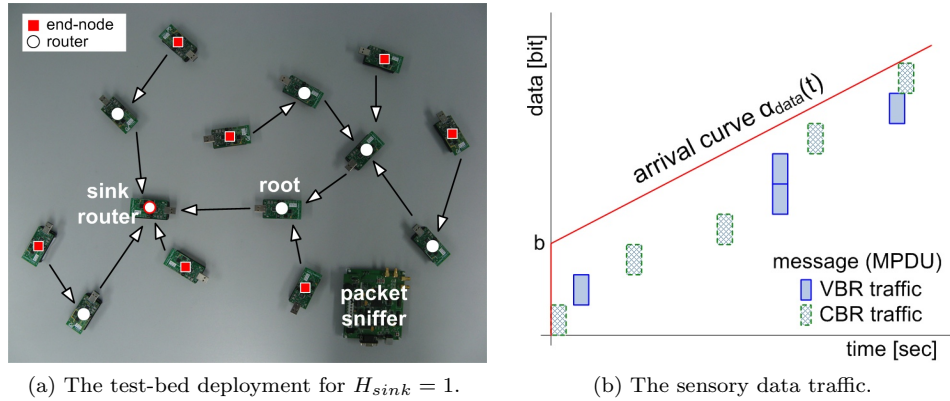 end-node
router
sink
router
root
packet
sniffer
(a) The test-bed deployment for H_sink = 1.
data [bit]
arrival curve α_data(t)
b
message (MPDU)
VBR traffic
CBR traffic
time [sec]
(b) The sensory data traffic.